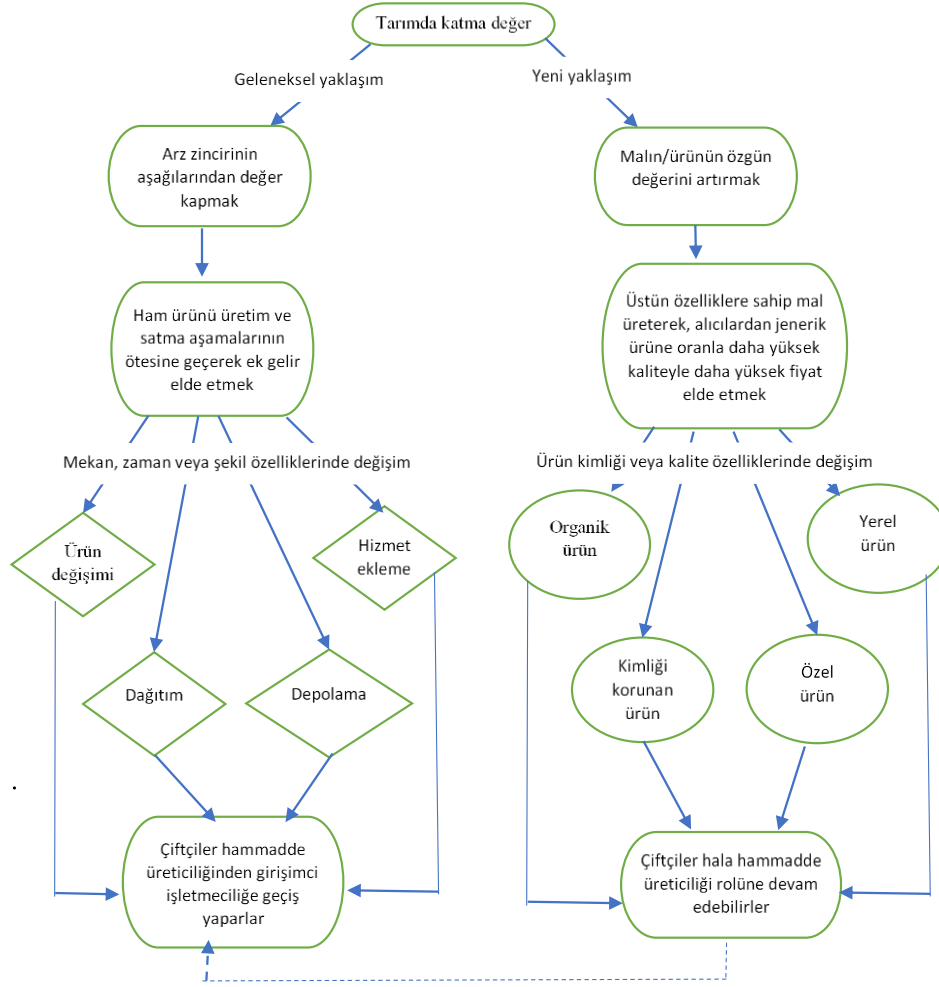 Tarımda katma değer
Geleneksel yaklaşım
Yeni yaklaşım
Arz zincirinin
aşağılarından değer
kapmak
Malın/ürünün özgün
değerini artırmak
Ham ürünü üretim ve
satma aşamalarının
ötesine geçerek ek gelir
elde etmek
Üstün özelliklere sahip mal
üreterek, alıcılardan jenerik
ürüne oranla daha yüksek
kaliteyle daha yüksek fiyat
elde etmek
Mekan, zaman veya şekil özelliklerinde değişim
Ürün kimliği veya kalite özelliklerinde değişim
Ürün
değişimi
Hizmet
ekleme
Organik
ürün
Yerel
ürün
Dağıtım
Depolama
Kimliği
korunan
ürün
Özel
ürün
.
Çiftçiler hammadde
üreticiliğinden girişimci
işletmeciliğe geçiş
yaparlar
Çiftçiler hala hammadde
üreticiliği rolüne devam
edebilirler